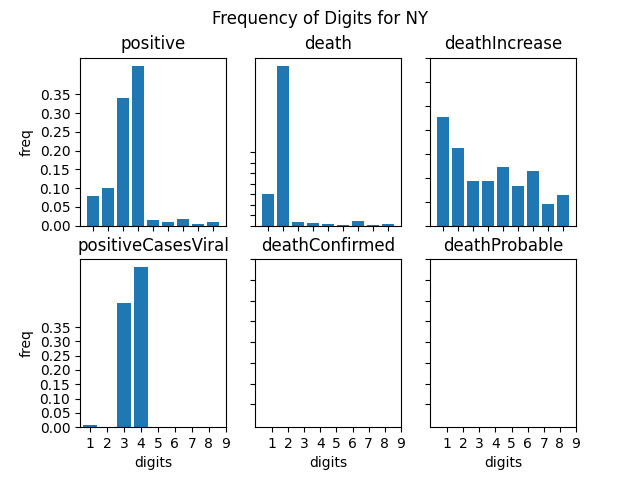 Frequency of Digits for NY
positive death deathIncrease
freq
0.35
0.30
0.25
0.20
0.15
0.10
0.05
0.00
positiveCasesViral deathConfirmed deathProbable
freq
0.35
0.30
0.25
0.20
0.15
0.10
0.05
0.00
1 2 3 4 5 6 7 8 9 1 2 3 4 5 6 7 8 9 1 2 3 4 5 6 7 8 9
digits digits digits